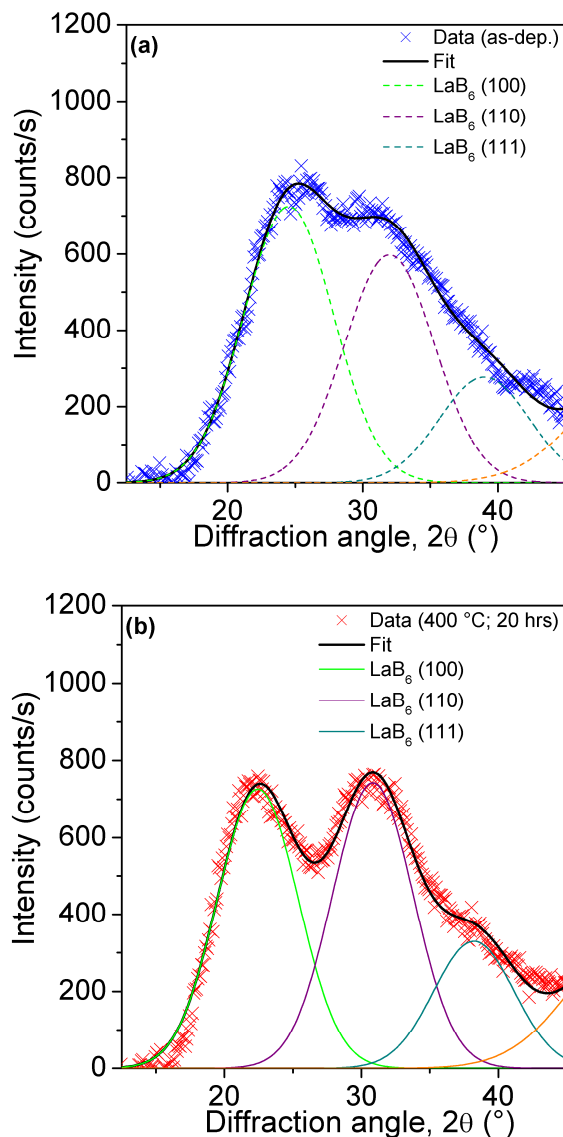 (a)
Data (as-dep.)
Fit
LaB₆ (100)
LaB₆ (110)
LaB₆ (111)
Intensity (counts/s)
1200
1000
800
600
400
200
0
20
30
40
Diffraction angle, 2θ (°)
(b)
Data (400 °C; 20 hrs)
Fit
LaB₆ (100)
LaB₆ (110)
LaB₆ (111)
Intensity (counts/s)
1200
1000
800
600
400
200
0
20
30
40
Diffraction angle, 2θ (°)